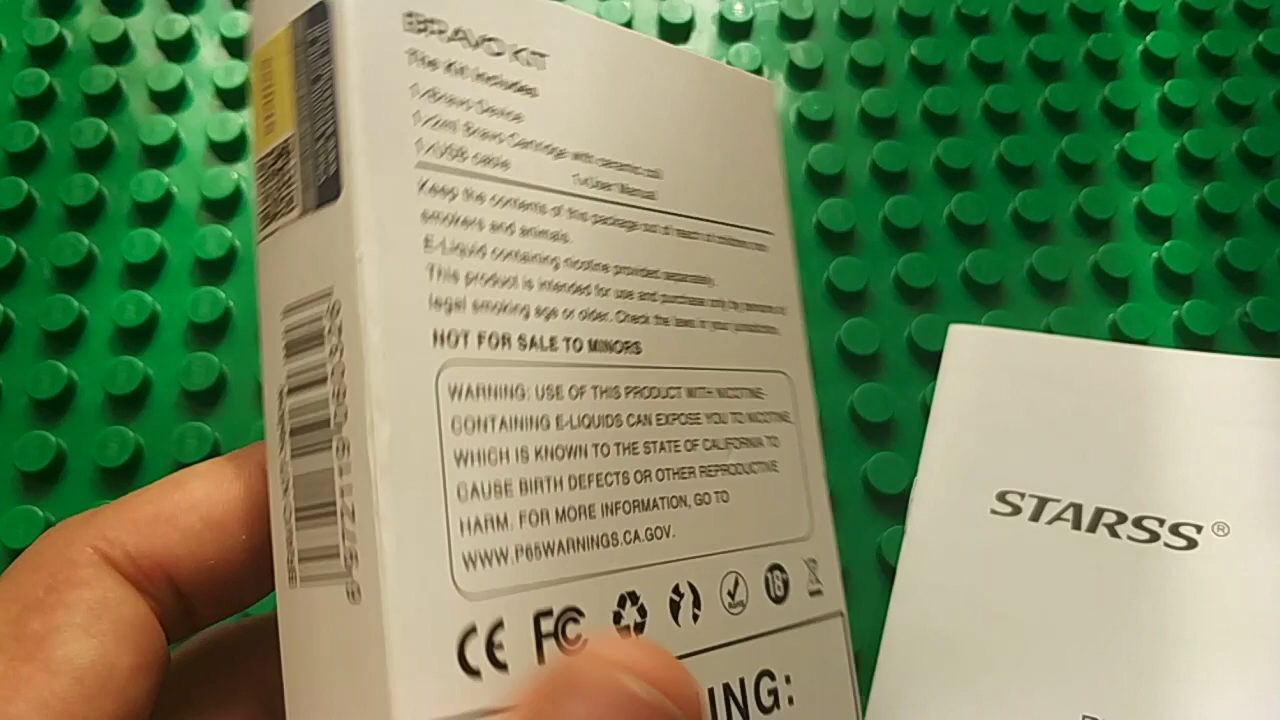 BRAVO KIT
The Kit includes
1 x Bravo Device
1 x 2ml Bravo Cartridge with ceramic coil
1 x USB cable 1 x User Manual
Keep the contents of this package out of reach of children
smokers and animals.
E-Liquid containing nicotine provided separately.
This product is intended for use and purchase only by persons of
legal smoking age or older. Check the laws in your jurisdiction.
NOT FOR SALE TO MINORS
WARNING: USE OF THIS PRODUCT WITH NICOTINE-
CONTAINING E-LIQUIDS CAN EXPOSE YOU TO NICOTINE,
WHICH IS KNOWN TO THE STATE OF CALIFORNIA TO
CAUSE BIRTH DEFECTS OR OTHER REPRODUCTIVE
HARM. FOR MORE INFORMATION, GO TO
WWW.P65WARNINGS.CA.GOV.
CE FC 18+
ING:
STARSS®